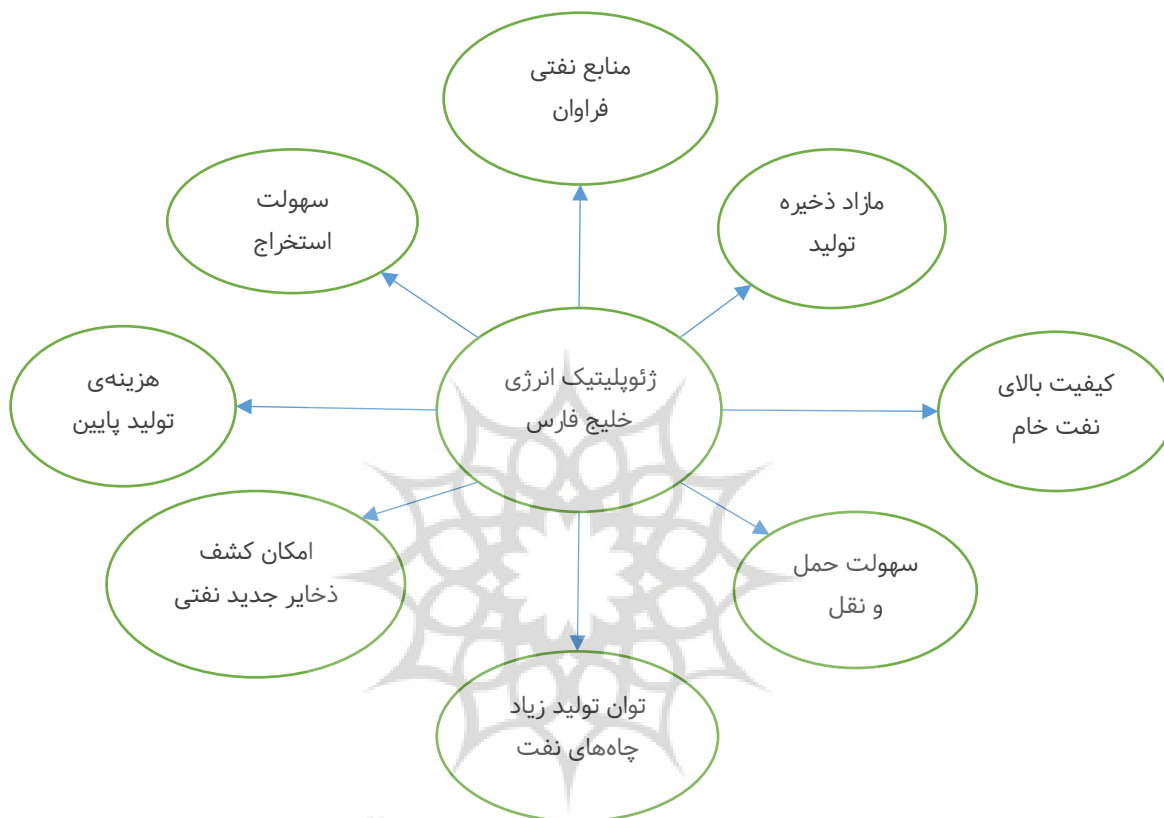 منابع نفتی
فراوان
سهولت
استخراج
مازاد ذخیره
تولید
هزینه‌ی
تولید پایین
ژئوپلیتیک انرژی
خلیج فارس
کیفیت بالای
نفت خام
امکان کشف
ذخایر جدید نفتی
سهولت حمل
و نقل
توان تولید زیاد
چاه‌های نفت